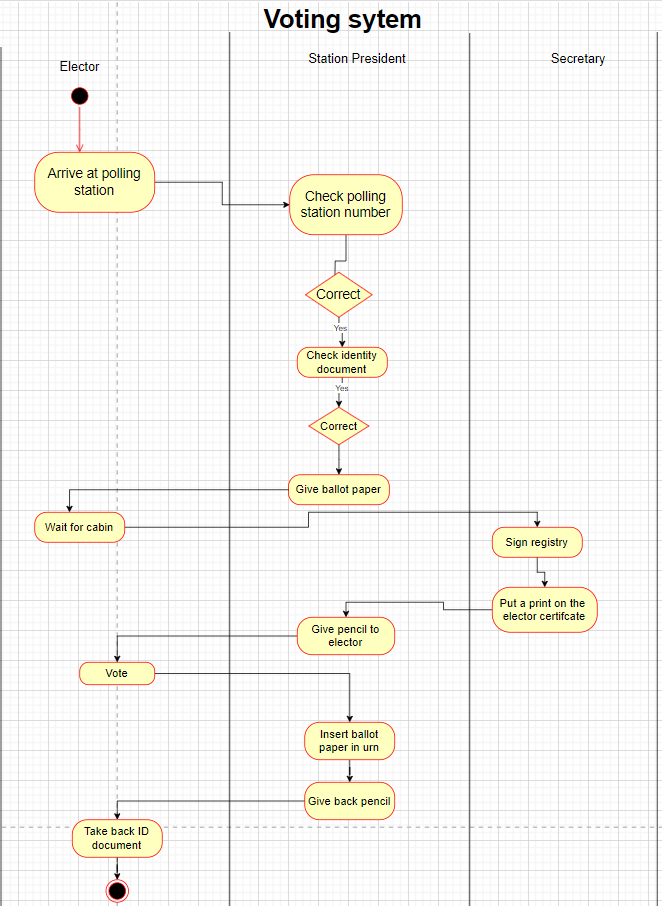 Voting sytem
Elector
Station President
Secretary
Arrive at polling
station
Check polling
station number
Correct
Yes
Check identity
document
Yes
Correct
Give ballot paper
Wait for cabin
Sign registry
Put a print on the
elector certifcate
Give pencil to
elector
Vote
Insert ballot
paper in urn
Give back pencil
Take back ID
document